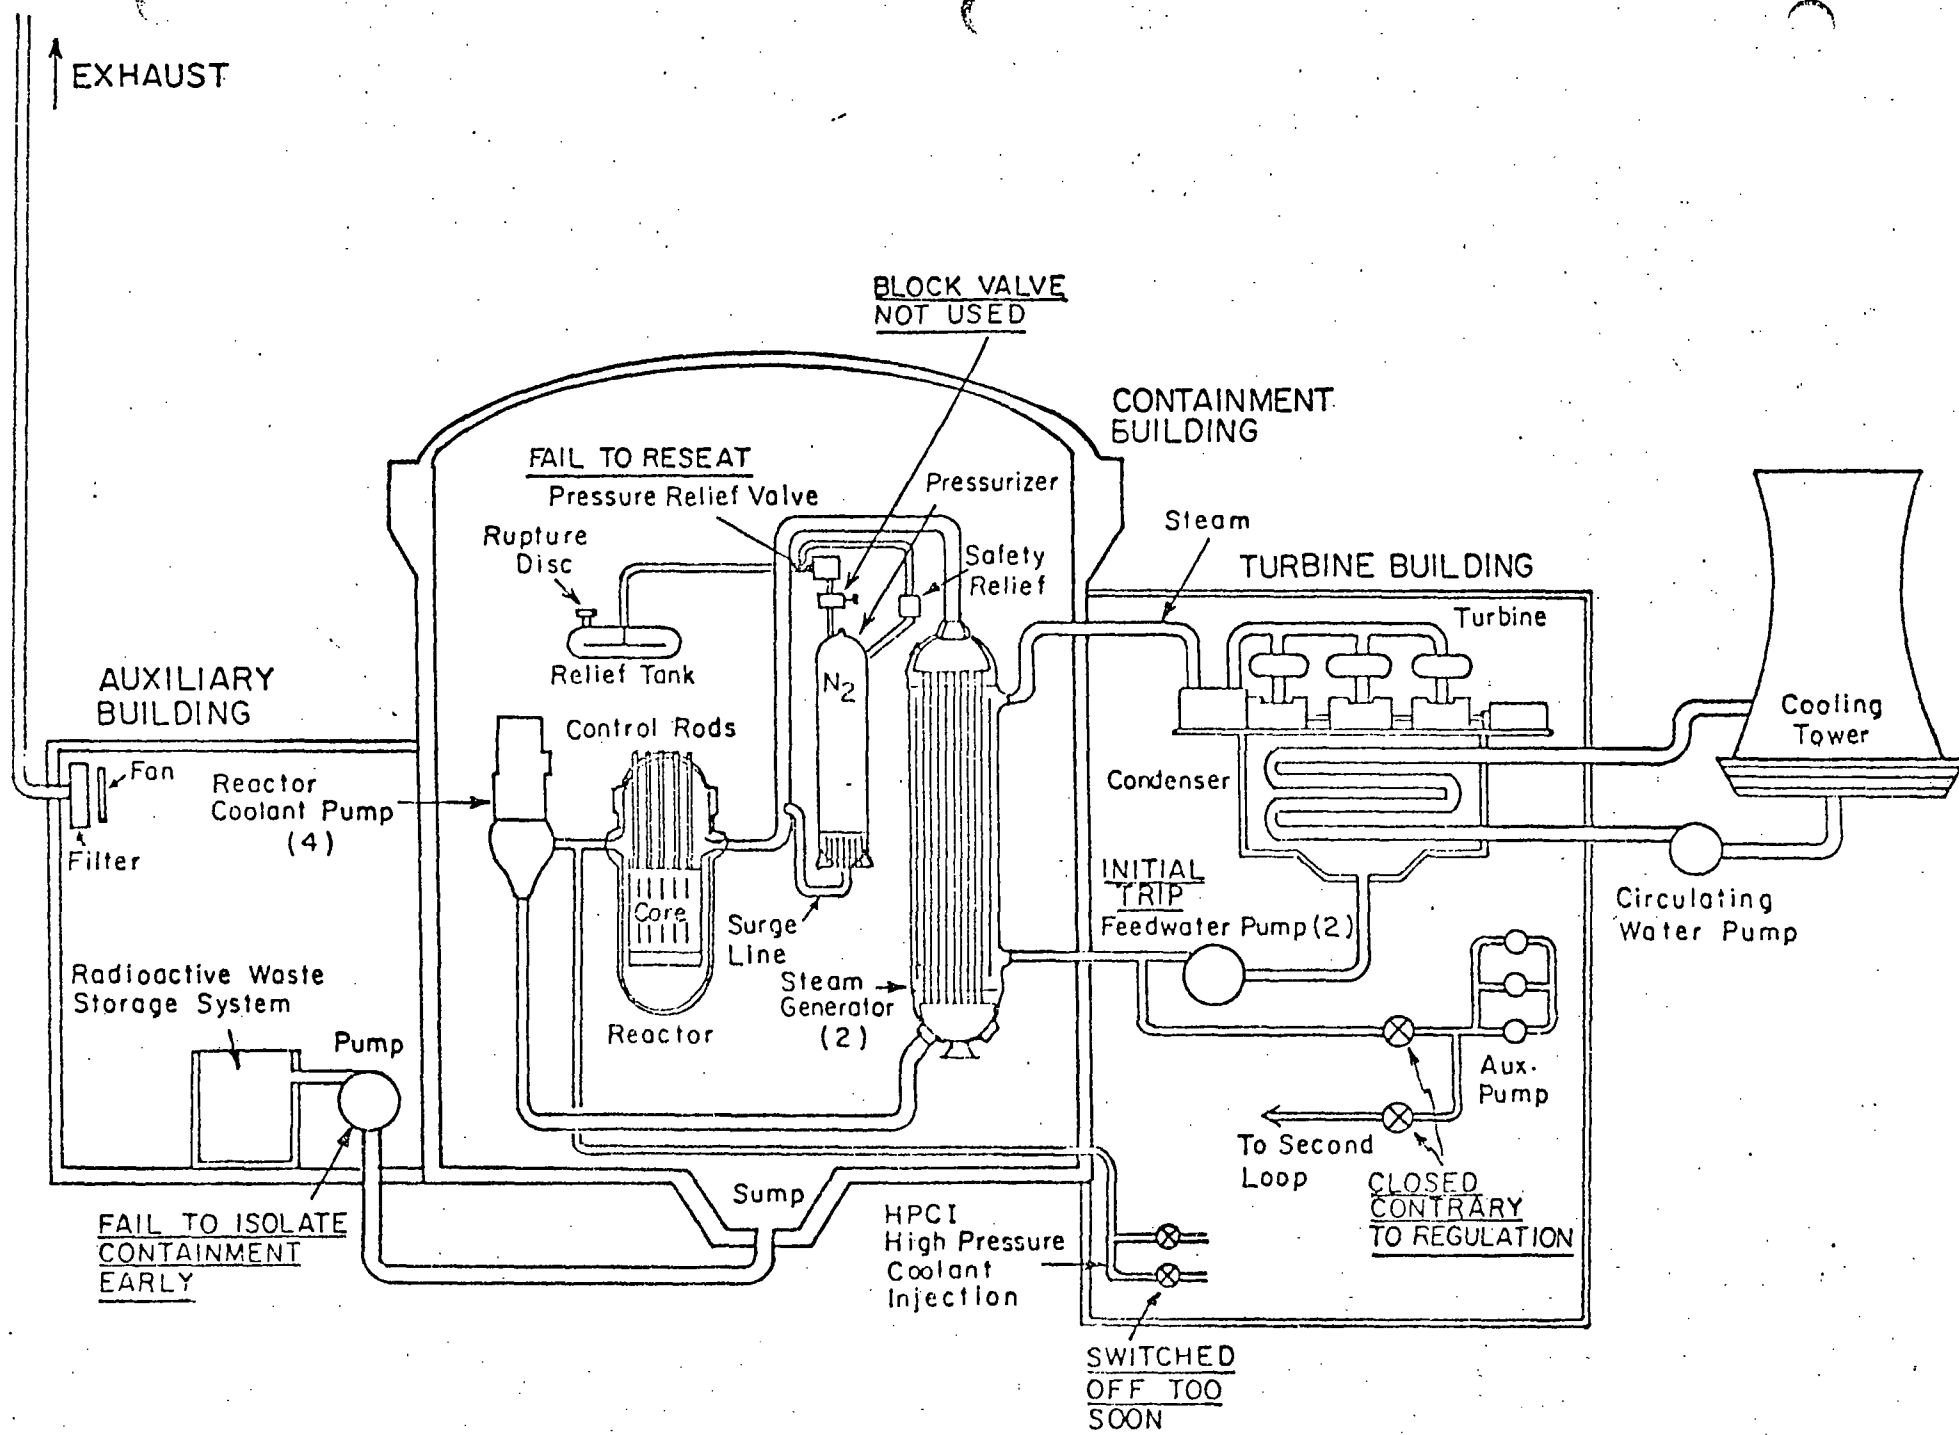 EXHAUST
BLOCK VALVE
NOT USED
CONTAINMENT
BUILDING
FAIL TO RESEAT
Pressure Relief Valve
Pressurizer
Rupture
Disc
Safety
Relief
Steam
TURBINE BUILDING
Turbine
Relief Tank
N2
AUXILIARY
BUILDING
Control Rods
Cooling
Tower
Fan
Reactor
Coolant Pump
(4)
Filter
Condenser
Core
Surge
Line
INITIAL
TRIP
Feedwater Pump (2)
Circulating
Water Pump
Radioactive Waste
Storage System
Steam
Generator
(2)
Reactor
Pump
Aux.
Pump
To Second
Loop
CLOSED
CONTRARY
TO REGULATION
Sump
HPCI
High Pressure
Coolant
Injection
FAIL TO ISOLATE
CONTAINMENT
EARLY
SWITCHED
OFF TOO
SOON